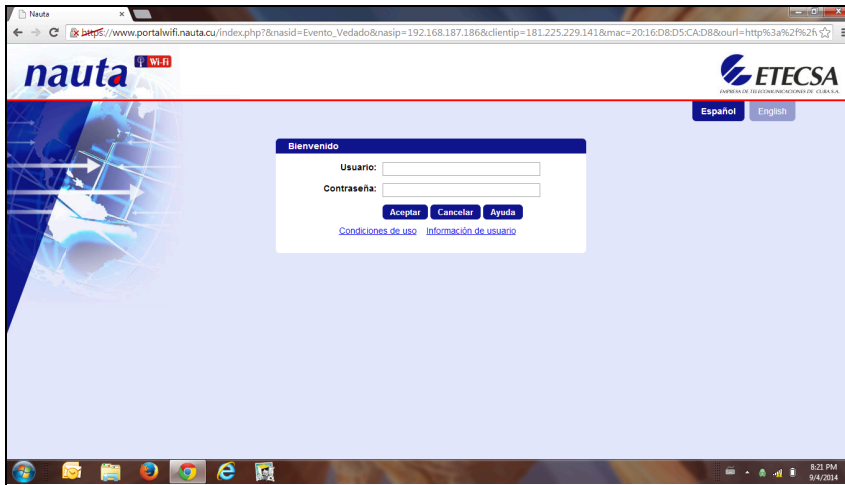 Nauta
https://www.portalwifi.nauta.cu/index.php?&nasid=Evento_Vedado&nasip=192.168.187.186&clientip=181.225.229.141&mac=20:16:D8:D5:CA:D8&ourl=http%3a%2f%2f
nauta Wi-Fi
ETECSA
EMPRESA DE TELECOMUNICACIONES DE CUBA S.A.
Español English
Bienvenido
Usuario:
Contraseña:
Aceptar Cancelar Ayuda
Condiciones de uso Información de usuario
8:21 PM
9/4/2014